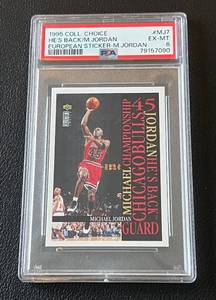 1995 COLL. CHOICE #MJ7
HE'S BACK/M.JORDAN EX-MT
EUROPEAN STICKER-M.JORDAN 6
PSA 79157090
45
JORDAN HE'S BACK
CHICAGO BULLS
CHAMPIONSHIP
MICHAEL
GUARD
MICHAEL JORDAN